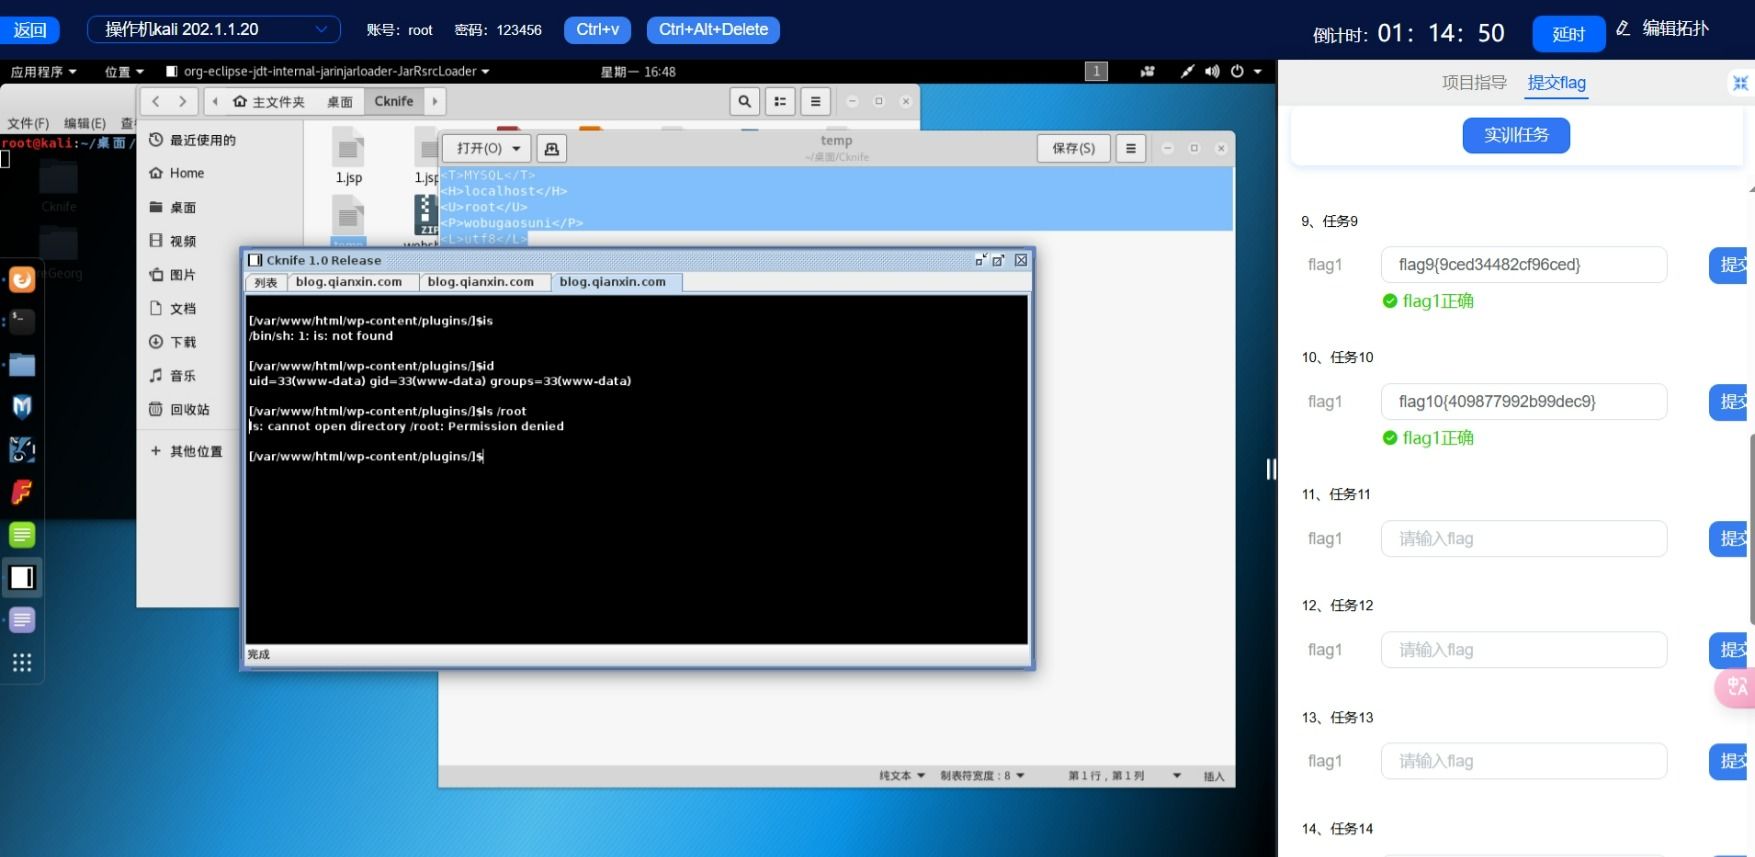 返回
操作机kali 202.1.1.20
账号：root 密码：123456
Ctrl+v
Ctrl+Alt+Delete
倒计时：01：14：50
延时
编辑拓扑
应用程序 位置 org-eclipse-jdt-internal-jarinjarloader-JarRsrcLoader
星期一 16:48
1
文件(F) 编辑(E)
root@kali:~/桌面/
Cknife
eGeorg
主文件夹 桌面 Cknife
最近使用的
Home
桌面
视频
图片
文档
下载
音乐
回收站
+ 其他位置
1.jsp
1.jsp
ZIP
temp
打开(O)
temp
~/桌面/Cknife
保存(S)
<T>MYSQL</T>
<H>localhost</H>
<U>root</U>
<P>wobugaosuni</P>
<L>utf8</L>
Cknife 1.0 Release
列表 blog.qianxin.com blog.qianxin.com blog.qianxin.com
[/var/www/html/wp-content/plugins/]$is
/bin/sh: 1: is: not found
[/var/www/html/wp-content/plugins/]$id
uid=33(www-data) gid=33(www-data) groups=33(www-data)
[/var/www/html/wp-content/plugins/]$ls /root
ls: cannot open directory /root: Permission denied
[/var/www/html/wp-content/plugins/]$
完成
纯文本 制表符宽度：8 第 1 行，第 1 列 插入
项目指导 提交flag
实训任务
9、任务9
flag1 flag9{9ced34482cf96ced} 提交
flag1正确
10、任务10
flag1 flag10{409877992b99dec9} 提交
flag1正确
11、任务11
flag1 请输入flag 提交
12、任务12
flag1 请输入flag 提交
13、任务13
flag1 请输入flag 提交
14、任务14